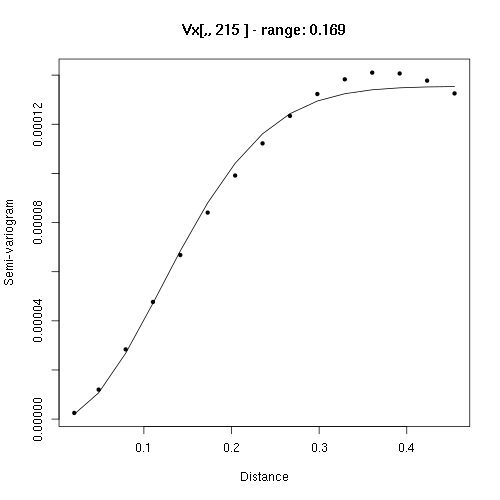 Vx[,, 215 ] - range: 0.169
Semi-variogram
0.00012
0.00008
0.00004
0.00000
0.1 0.2 0.3 0.4
Distance